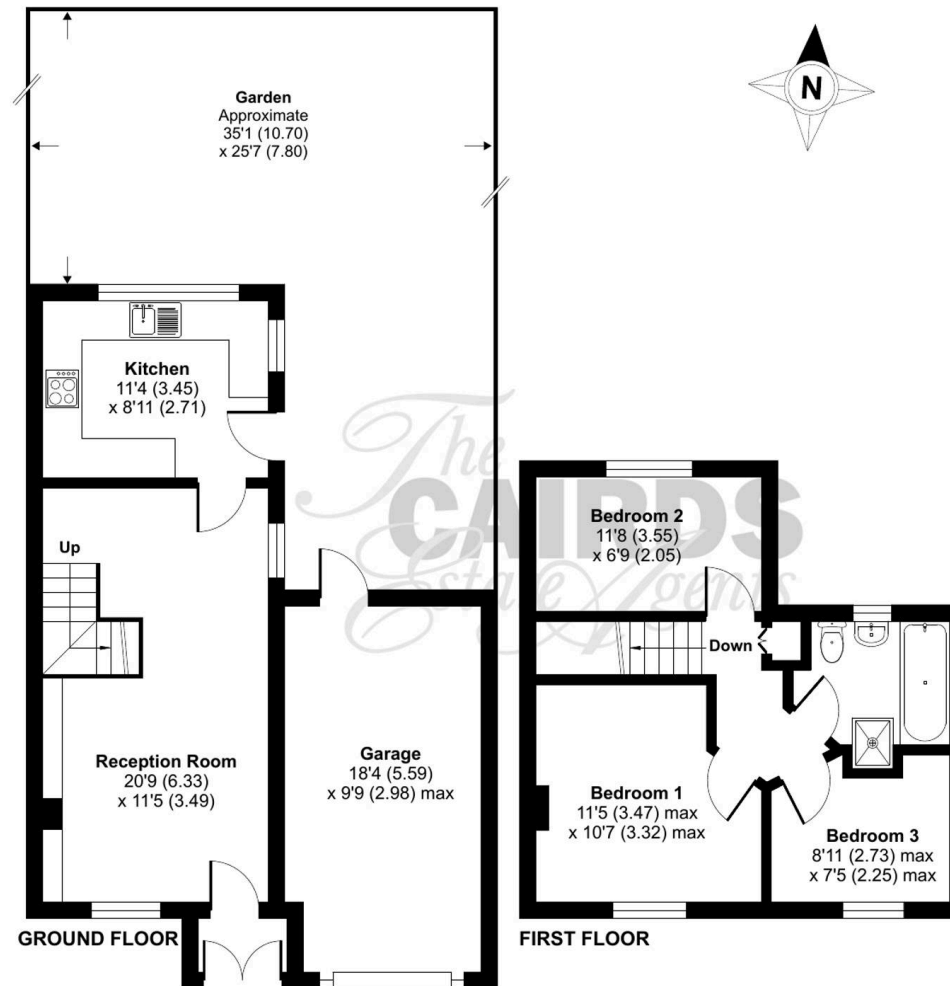 Garden
Approximate
35'1 (10.70)
x 25'7 (7.80)
N
Kitchen
11'4 (3.45)
x 8'11 (2.71)
Up
Reception Room
20'9 (6.33)
x 11'5 (3.49)
Garage
18'4 (5.59)
x 9'9 (2.98) max
GROUND FLOOR
The
CAIRDS
Estate Agents
Bedroom 2
11'8 (3.55)
x 6'9 (2.05)
Down
Bedroom 1
11'5 (3.47) max
x 10'7 (3.32) max
Bedroom 3
8'11 (2.73) max
x 7'5 (2.25) max
FIRST FLOOR